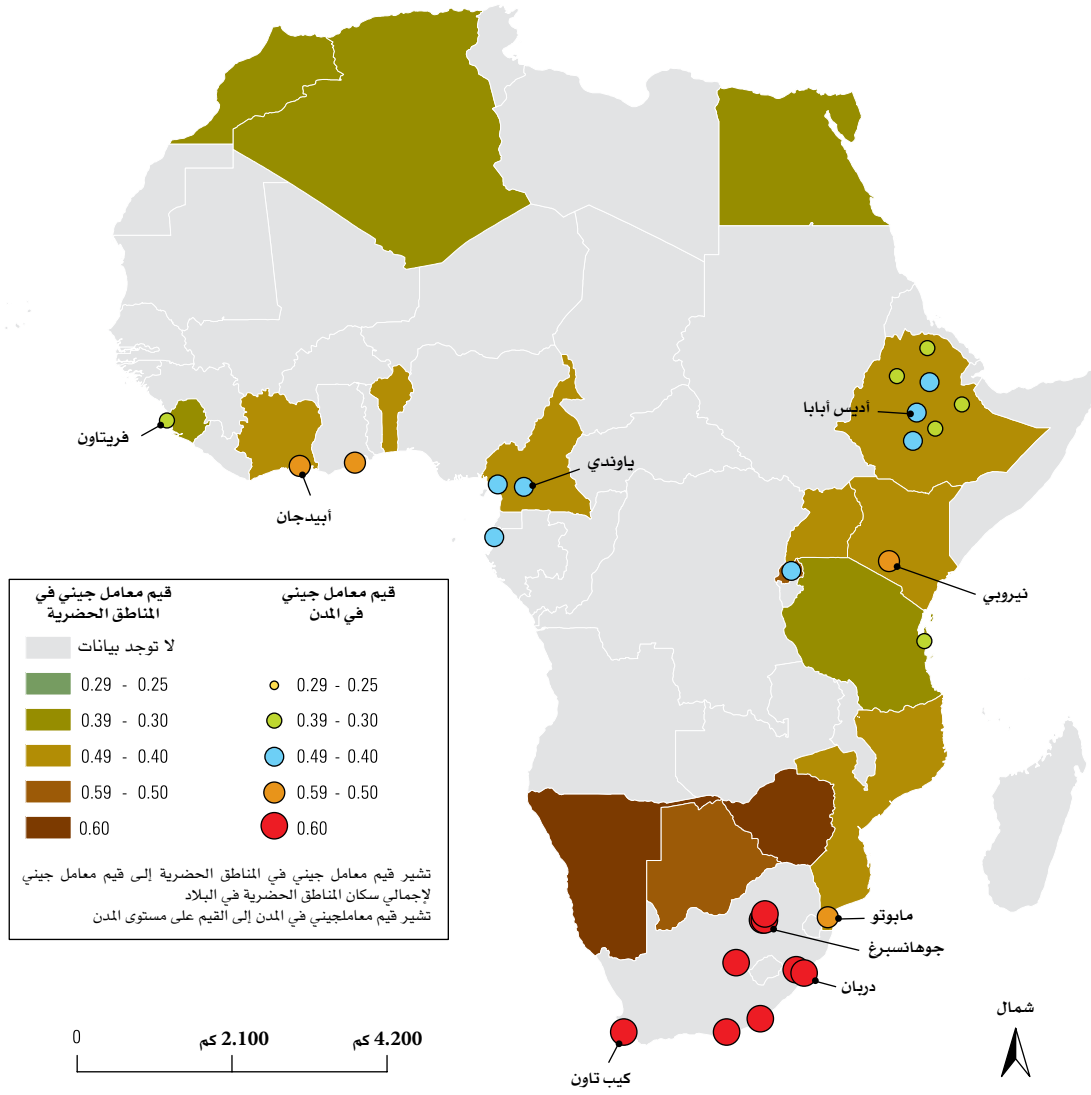 فريتاون
أبيدجان
ياوندي
أديس أبابا
نيروبي
مابوتو
جوهانسبرغ
دربان
كيب تاون
شمال
قيم معامل جيني
في المدن
0.29 - 0.25
0.39 - 0.30
0.49 - 0.40
0.59 - 0.50
0.60
قيم معامل جيني في
المناطق الحضرية
لا توجد بيانات
0.29 - 0.25
0.39 - 0.30
0.49 - 0.40
0.59 - 0.50
0.60
تشير قيم معامل جيني في المناطق الحضرية إلى قيم معامل جيني
لإجمالي سكان المناطق الحضرية في البلاد
تشير قيم معاملجيني في المدن إلى القيم على مستوى المدن
0
2.100 كم
4.200 كم